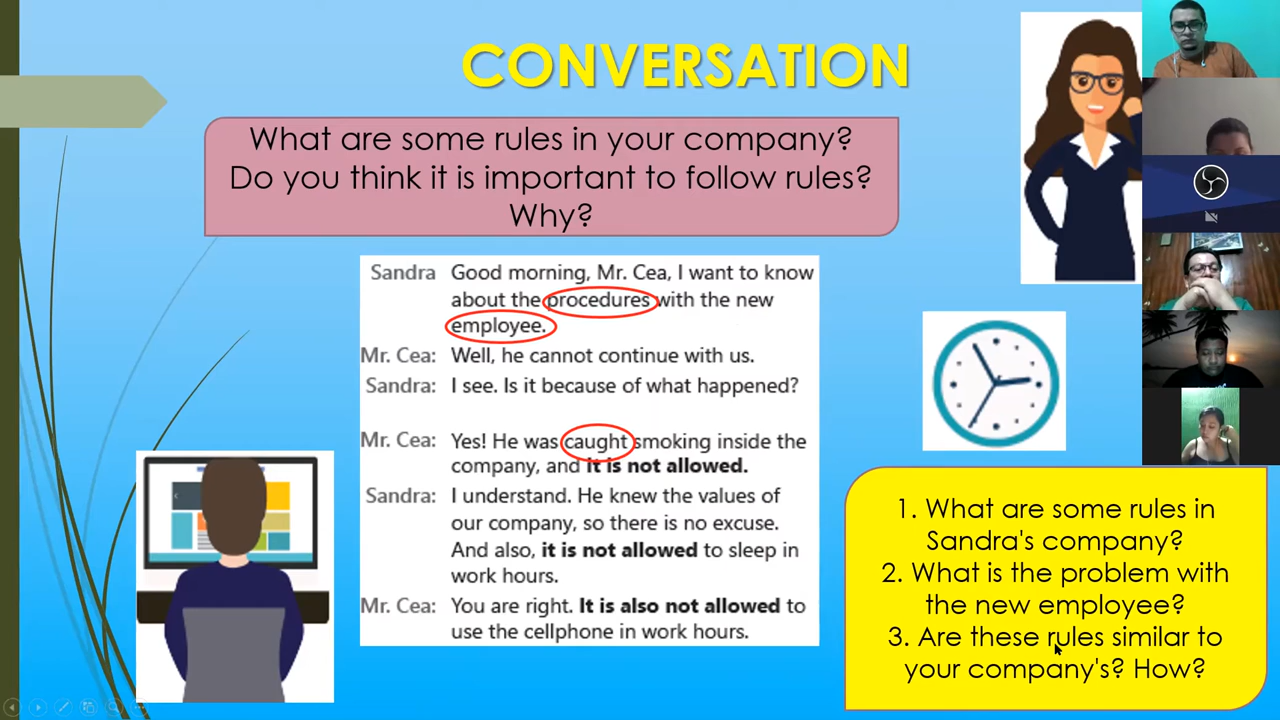 CONVERSATION
What are some rules in your company?
Do you think it is important to follow rules?
Why?
Sandra Good morning, Mr. Cea, I want to know
about the procedures with the new
employee.
Mr. Cea: Well, he cannot continue with us.
Sandra: I see. Is it because of what happened?
Mr. Cea: Yes! He was caught smoking inside the
company, and it is not allowed.
Sandra: I understand. He knew the values of
our company, so there is no excuse.
And also, it is not allowed to sleep in
work hours.
Mr. Cea: You are right. It is also not allowed to
use the cellphone in work hours.
1. What are some rules in
Sandra's company?
2. What is the problem with
the new employee?
3. Are these rules similar to
your company's? How?